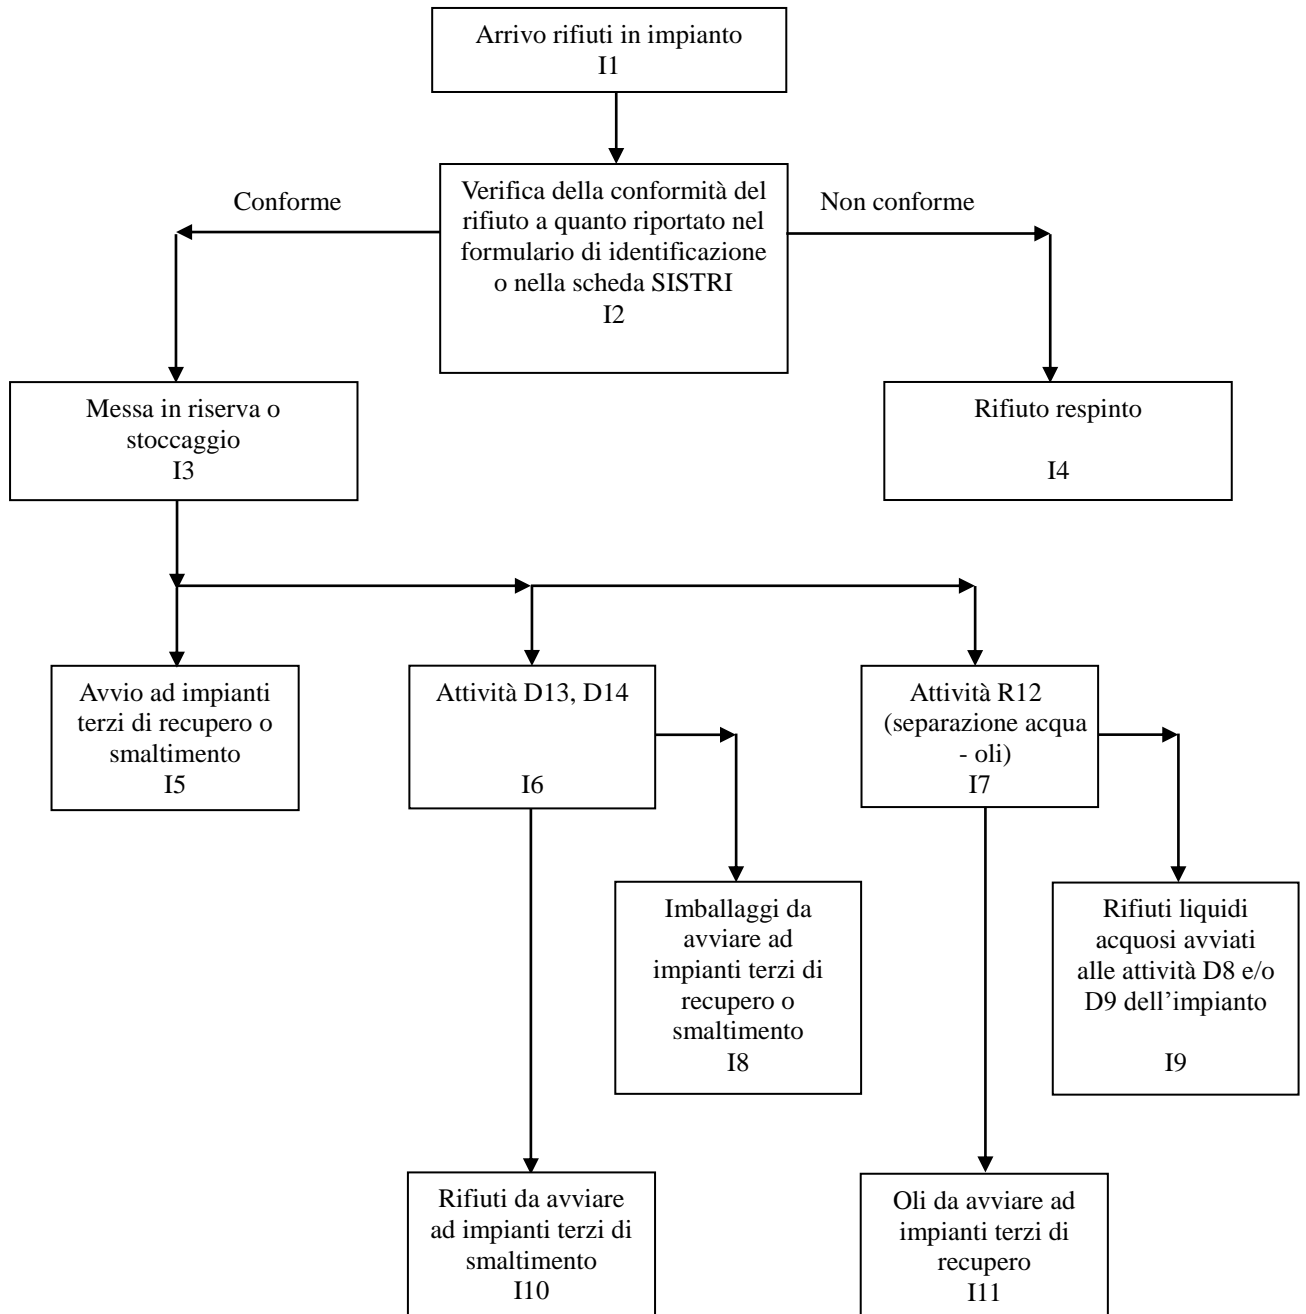 Arrivo rifiuti in impianto
I1
Verifica della conformità del
rifiuto a quanto riportato nel
formulario di identificazione
o nella scheda SISTRI
I2
Conforme
Non conforme
Messa in riserva o
stoccaggio
I3
Rifiuto respinto
I4
Avvio ad impianti
terzi di recupero o
smaltimento
I5
Attività D13, D14
I6
Attività R12
(separazione acqua
- oli)
I7
Imballaggi da
avviare ad
impianti terzi di
recupero o
smaltimento
I8
Rifiuti liquidi
acquosi avviati
alle attività D8 e/o
D9 dell’impianto
I9
Rifiuti da avviare
ad impianti terzi di
smaltimento
I10
Oli da avviare ad
impianti terzi di
recupero
I11